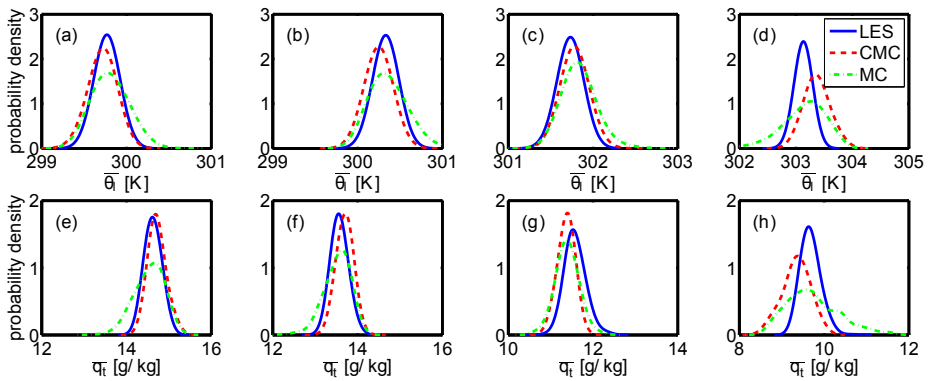 probability density
3
2
1
0
(a)
299
300
301
θ̅ₗ [K]
3
2
1
0
(b)
299
300
301
θ̅ₗ [K]
3
2
1
0
(c)
301
302
303
θ̅ₗ [K]
3
2
1
0
(d)
LES
CMC
MC
302
303
304
305
θ̅ₗ [K]
probability density
2
1
0
(e)
12
14
16
q̅ₜ [g/ kg]
2
1
0
(f)
12
14
16
q̅ₜ [g/ kg]
2
1
0
(g)
10
12
14
q̅ₜ [g/ kg]
2
1
0
(h)
8
10
12
q̅ₜ [g/ kg]